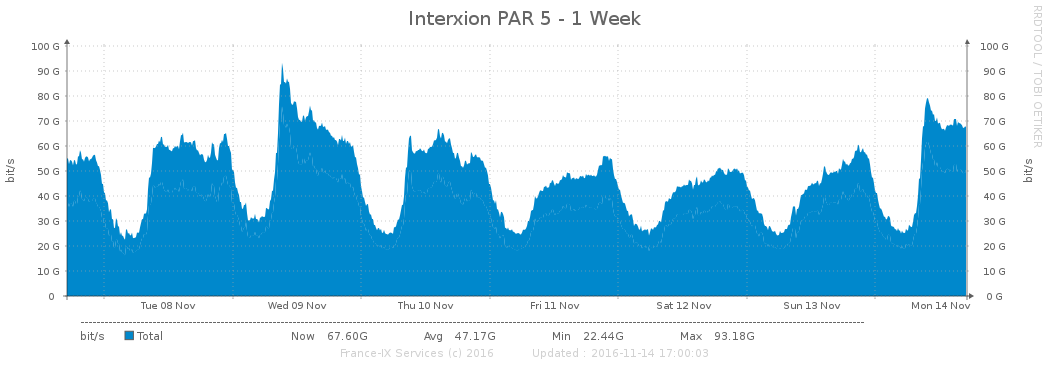 Interxion PAR 5 - 1 Week
RRDTOOL / TOBI OETIKER
bit/s
100 G 100 G
90 G 90 G
80 G 80 G
70 G 70 G
60 G 60 G
50 G 50 G
40 G 40 G
30 G 30 G
20 G 20 G
10 G 10 G
0 0 G
bit/s
Tue 08 Nov Wed 09 Nov Thu 10 Nov Fri 11 Nov Sat 12 Nov Sun 13 Nov Mon 14 Nov
bit/s Total Now 67.60G Avg 47.17G Min 22.44G Max 93.18G
France-IX Services (c) 2016 Updated : 2016-11-14 17:00:03